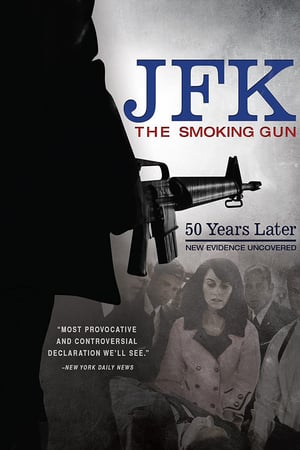 JFK
THE SMOKING GUN
50 Years Later
NEW EVIDENCE UNCOVERED
"MOST PROVOCATIVE
AND CONTROVERSIAL
DECLARATION WE'LL SEE."
–NEW YORK DAILY NEWS